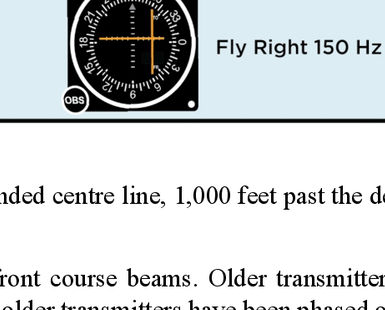 21
33
18
0
15
3
12
6
9
OBS
Fly Right 150 Hz
nded centre line, 1,000 feet past the de
ront course beams. Older transmitter
older transmitters have been phased o